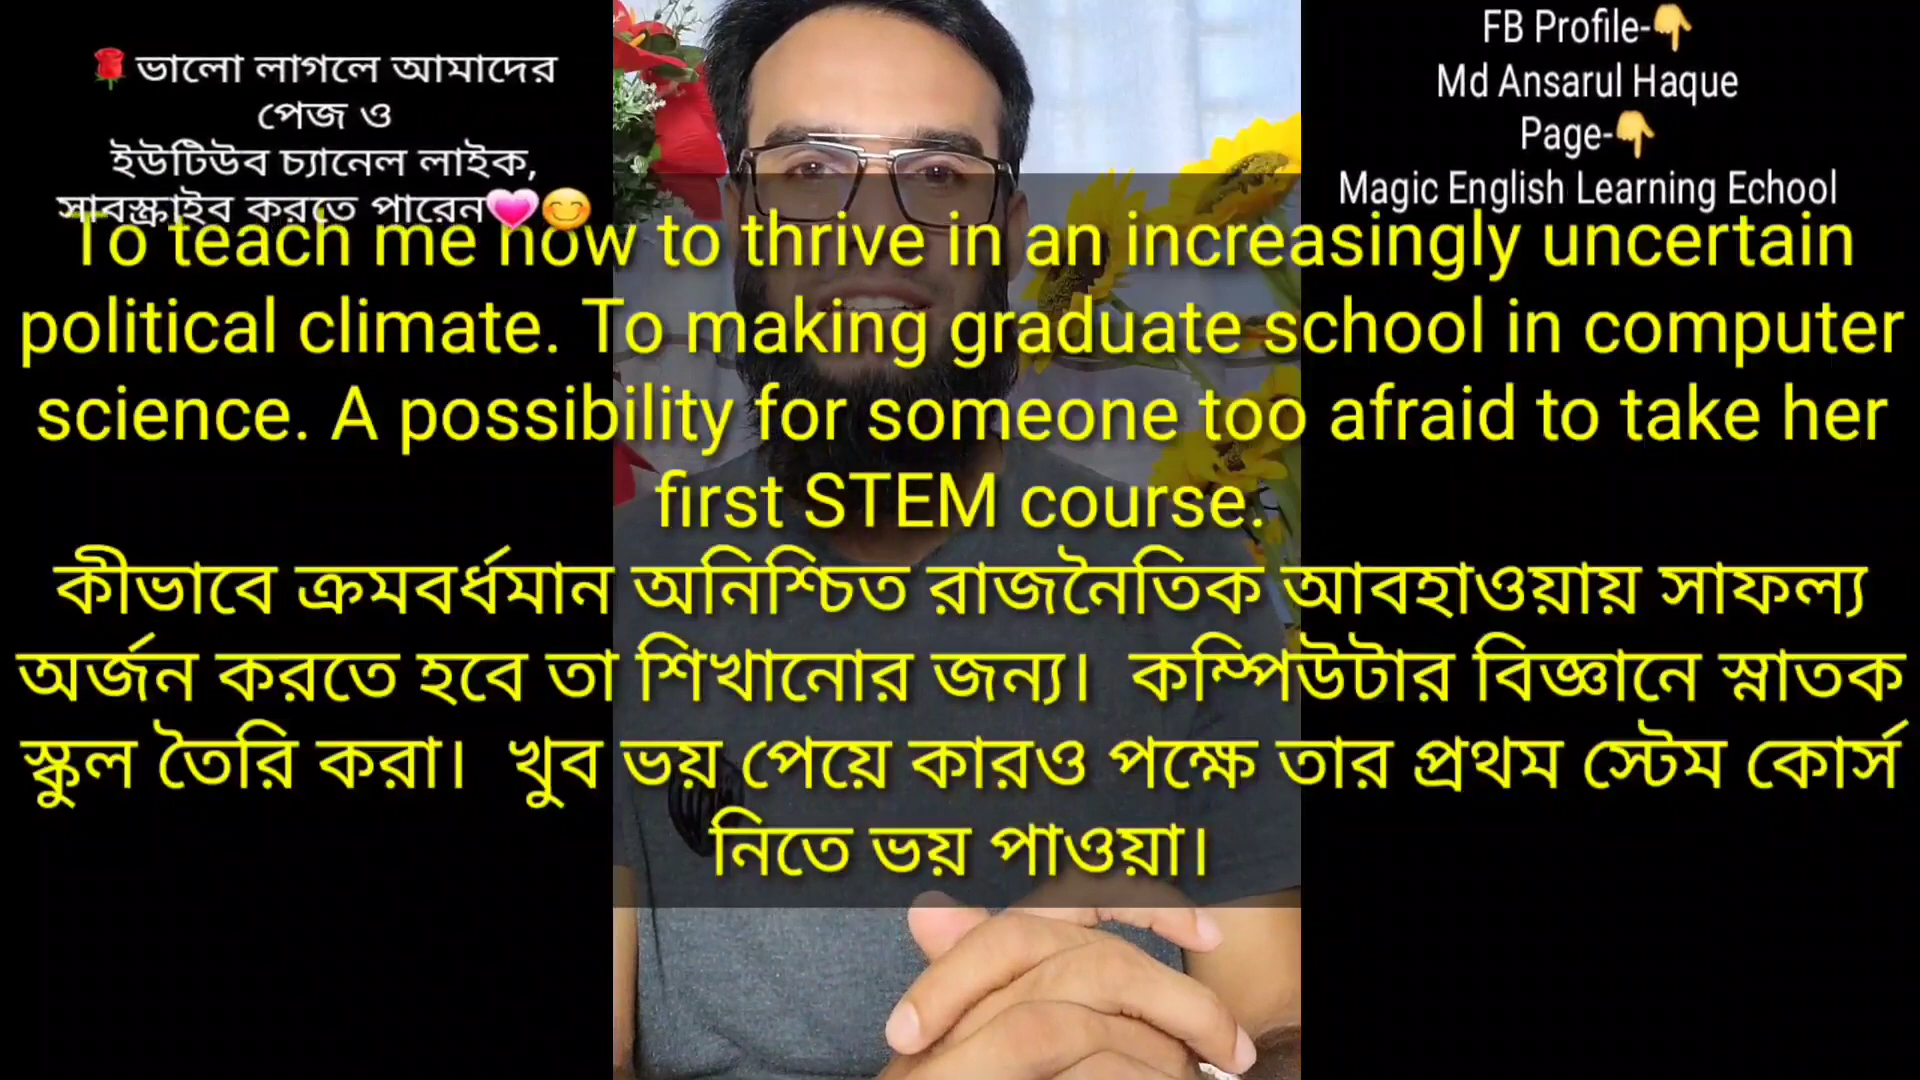 🌹ভালো লাগলে আমাদের
পেজ ও
ইউটিউব চ্যানেল লাইক,
সাবস্ক্রাইব করতে পারেন💗😊
FB Profile-👇
Md Ansarul Haque
Page-👇
Magic English Learning Echool
To teach me how to thrive in an increasingly uncertain
political climate. To making graduate school in computer
science. A possibility for someone too afraid to take her
first STEM course.
কীভাবে ক্রমবর্ধমান অনিশ্চিত রাজনৈতিক আবহাওয়ায় সাফল্য
অর্জন করতে হবে তা শিখানোর জন্য। কম্পিউটার বিজ্ঞানে স্নাতক
স্কুল তৈরি করা। খুব ভয় পেয়ে কারও পক্ষে তার প্রথম স্টেম কোর্স
নিতে ভয় পাওয়া।